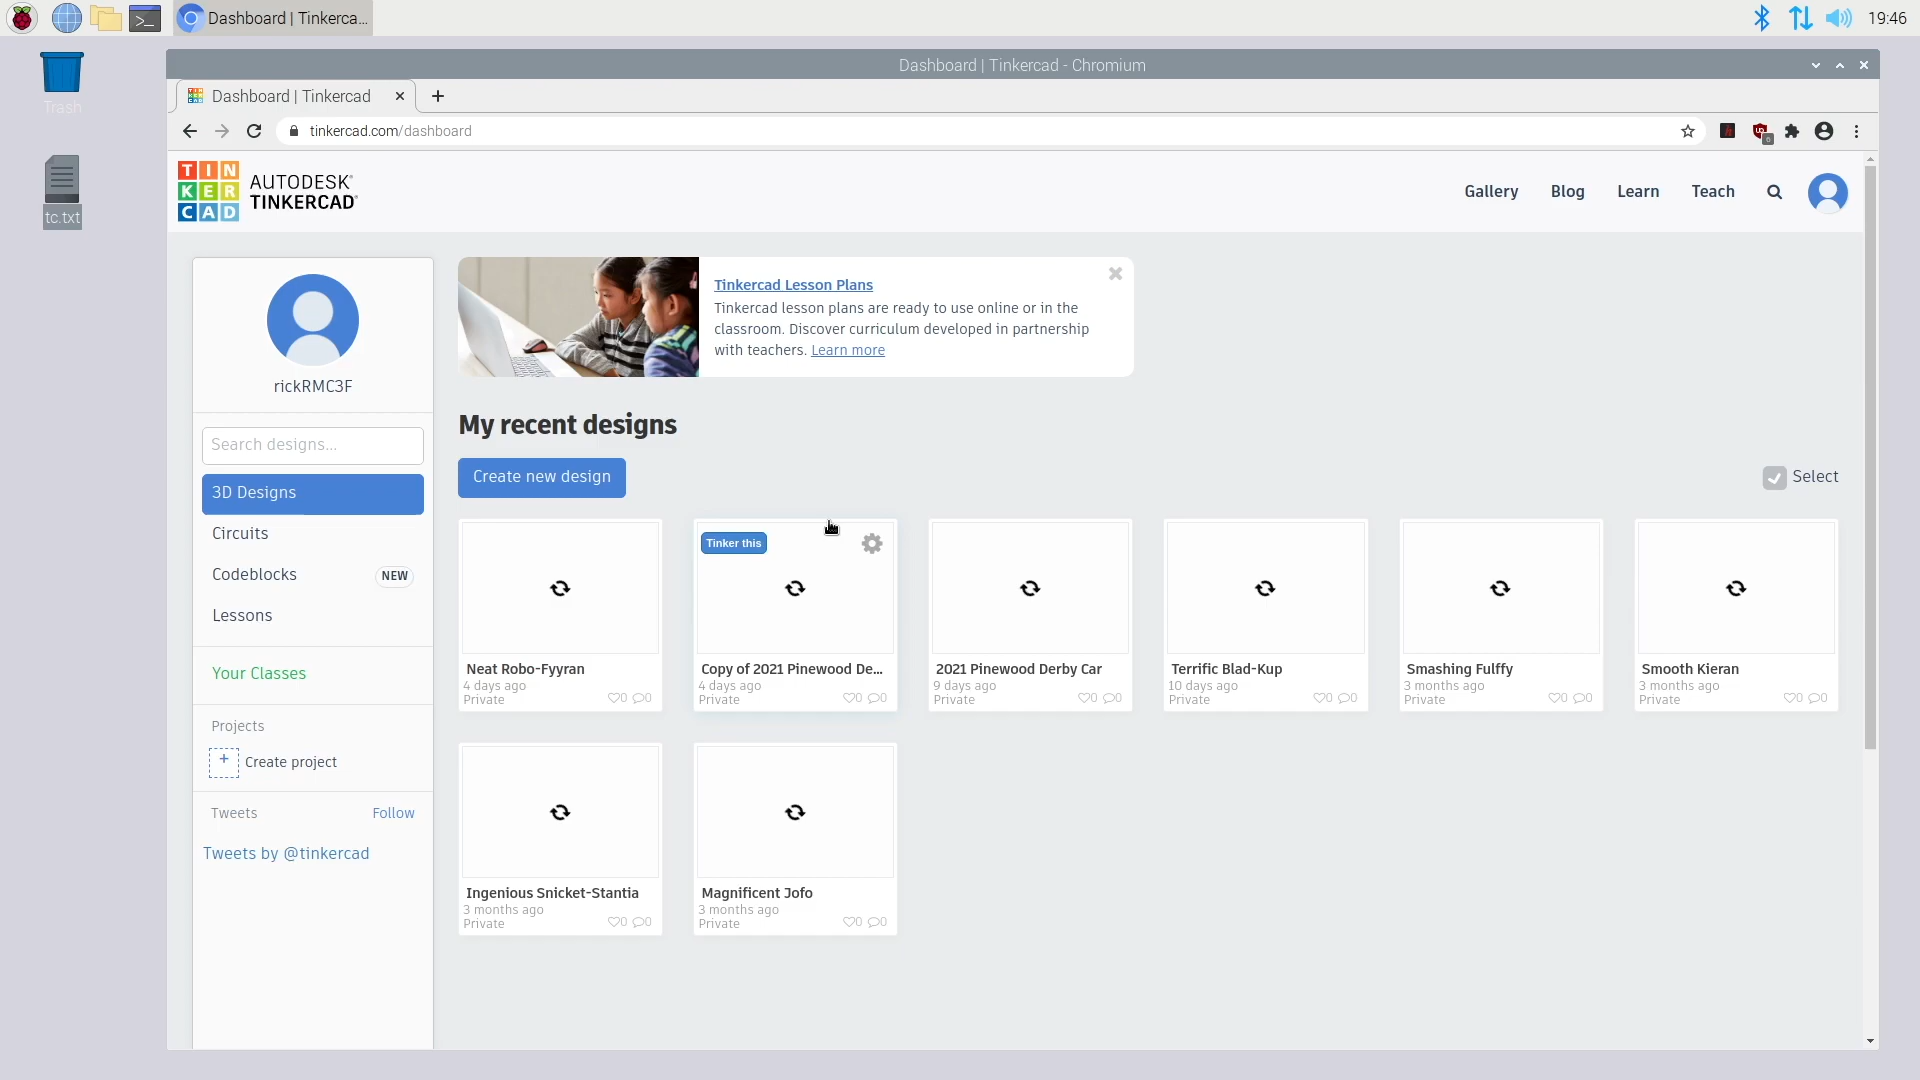 Dashboard | Tinkerca...
19:46
Trash
tc.txt
Dashboard | Tinkercad - Chromium
Dashboard | Tinkercad
tinkercad.com/dashboard
TIN
KER
CAD
AUTODESK®
TINKERCAD®
Gallery Blog Learn Teach
rickRMC3F
Search designs...
3D Designs
Circuits
Codeblocks NEW
Lessons
Your Classes
Projects
+ Create project
Tweets Follow
Tweets by @tinkercad
Tinkercad Lesson Plans
Tinkercad lesson plans are ready to use online or in the
classroom. Discover curriculum developed in partnership
with teachers. Learn more
My recent designs
Create new design
Select
Neat Robo-Fyyran
4 days ago
Private 0 0
Tinker this
Copy of 2021 Pinewood De...
4 days ago
Private 0 0
2021 Pinewood Derby Car
9 days ago
Private 0 0
Terrific Blad-Kup
10 days ago
Private 0 0
Smashing Fulffy
3 months ago
Private 0 0
Smooth Kieran
3 months ago
Private 0 0
Ingenious Snicket-Stantia
3 months ago
Private 0 0
Magnificent Jofo
3 months ago
Private 0 0